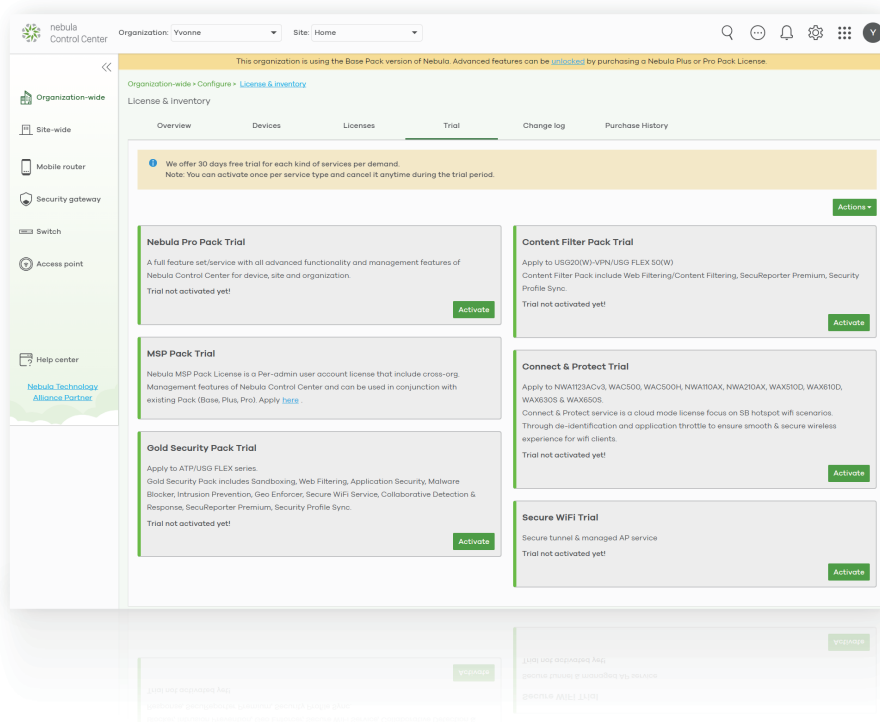 nebula
Control Center
Organization: Yvonne
Site: Home
Y
This organization is using the Base Pack version of Nebula. Advanced features can be unlocked by purchasing a Nebula Plus or Pro Pack License.
Organization-wide
Site-wide
Mobile router
Security gateway
Switch
Access point
Help center
Nebula Technology
Alliance Partner
Organization-wide > Configure > License & inventory
License & inventory
Overview
Devices
Licenses
Trial
Change log
Purchase History
We offer 30 days free trial for each kind of services per demand.
Note: You can activate once per service type and cancel it anytime during the trial period.
Actions
Nebula Pro Pack Trial
A full feature set/service with all advanced functionality and management features of
Nebula Control Center for device, site and organization.
Trial not activated yet!
Activate
MSP Pack Trial
Nebula MSP Pack License is a Per-admin user account license that include cross-org.
Management features of Nebula Control Center and can be used in conjunction with
existing Pack (Base, Plus, Pro). Apply here .
Gold Security Pack Trial
Apply to ATP/USG FLEX series.
Gold Security Pack includes Sandboxing, Web Filtering, Application Security, Malware
Blocker, Intrusion Prevention, Geo Enforcer, Secure WiFi Service, Collaborative Detection &
Response, SecuReporter Premium, Security Profile Sync.
Trial not activated yet!
Activate
Content Filter Pack Trial
Apply to USG20(W)-VPN/USG FLEX 50(W)
Content Filter Pack include Web Filtering/Content Filtering, SecuReporter Premium, Security
Profile Sync.
Trial not activated yet!
Activate
Connect & Protect Trial
Apply to NWA1123ACv3, WAC500, WAC500H, NWA110AX, NWA210AX, WAX510D, WAX610D,
WAX630S & WAX650S.
Connect & Protect service is a cloud mode license focus on SB hotspot wifi scenarios.
Through de-identification and application throttle to ensure smooth & secure wireless
experience for wifi clients.
Trial not activated yet!
Activate
Secure WiFi Trial
Secure tunnel & managed AP service
Trial not activated yet!
Activate